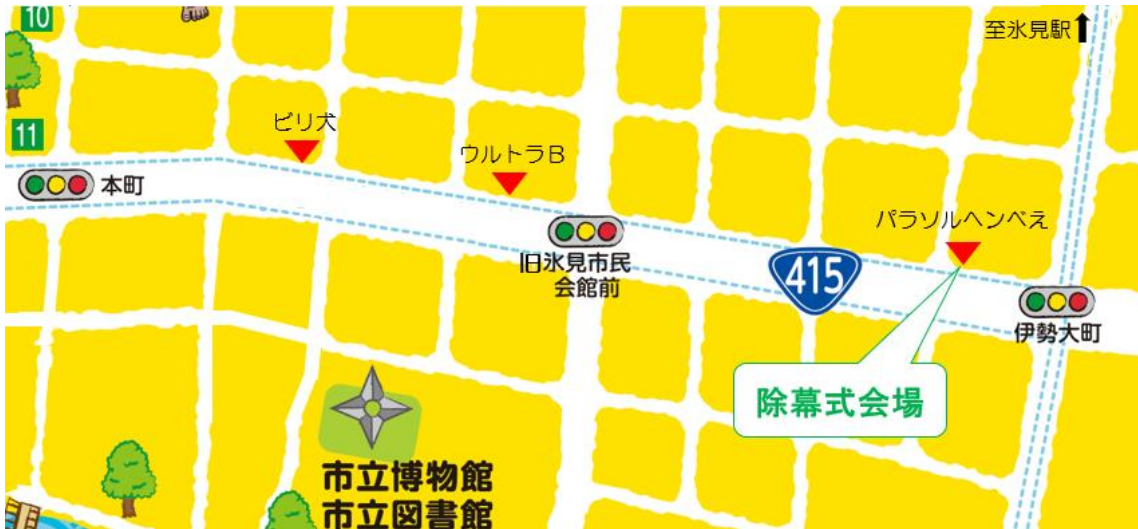 10
至氷見駅
11
ビリ犬
ウルトラB
本町
パラソルヘンべえ
旧氷見市民
会館前
415
伊勢大町
除幕式会場
市立博物館
市立図書館